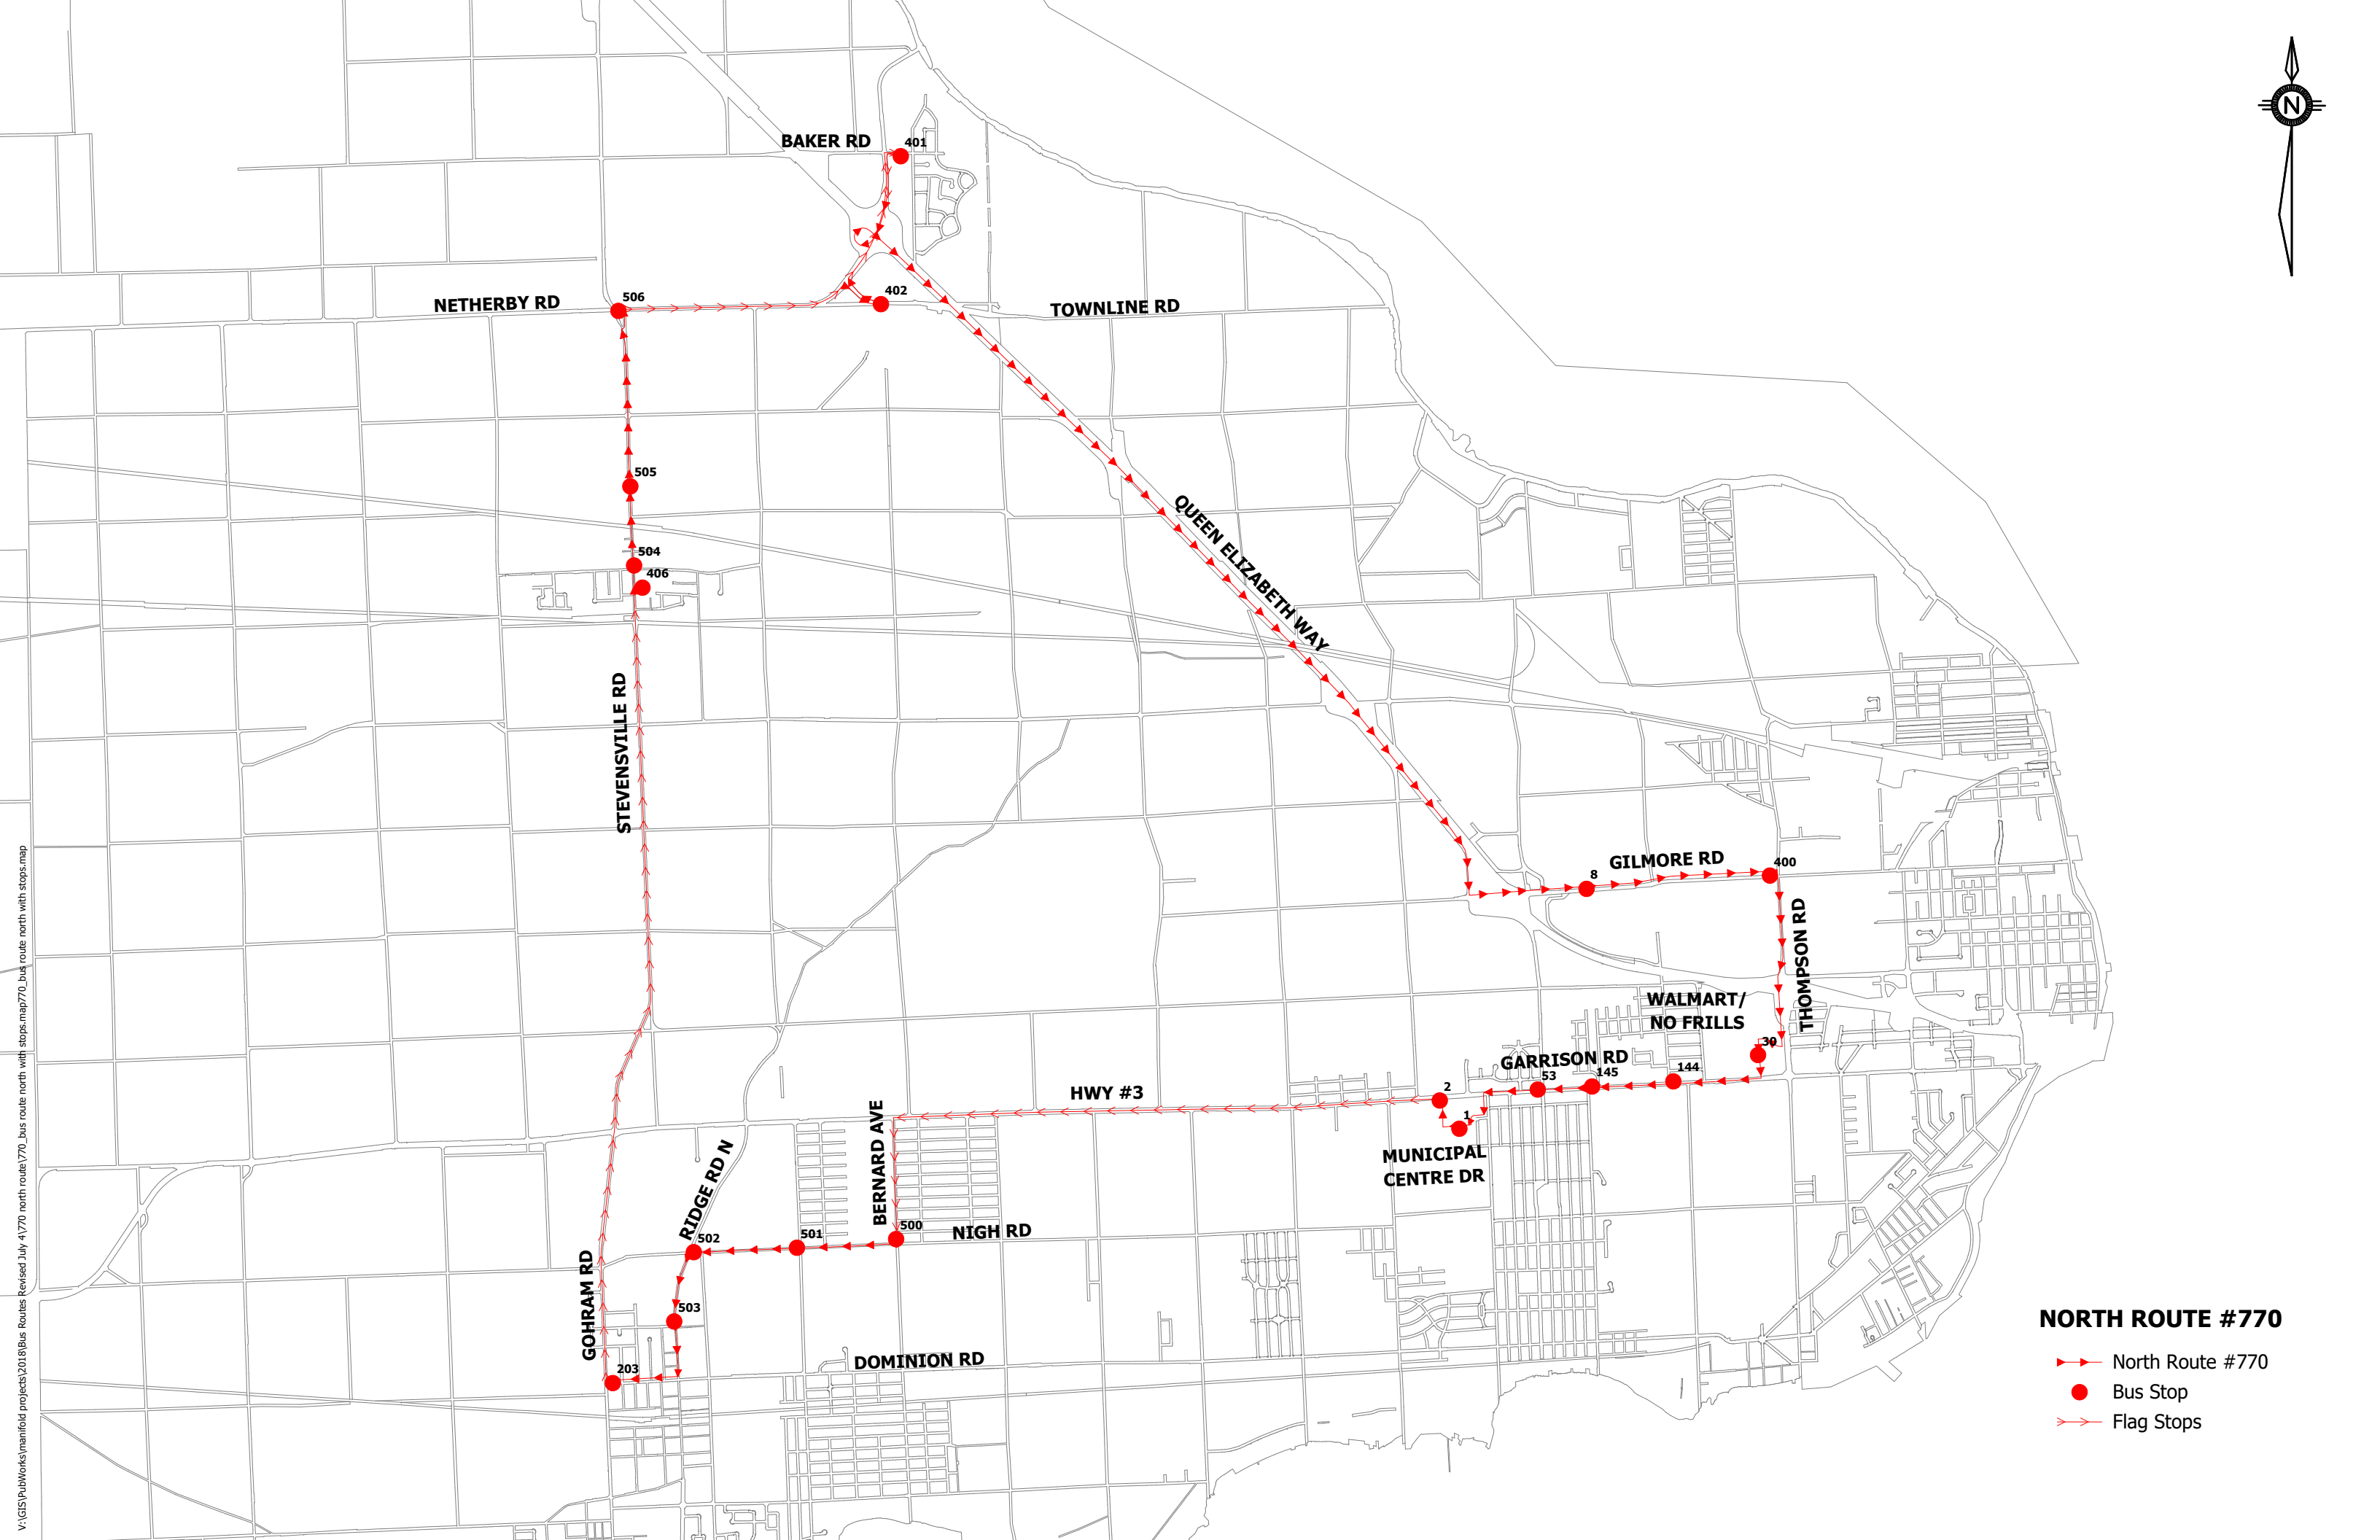 N
BAKER RD
401
NETHERBY RD
506
402
TOWNLINE RD
505
QUEEN ELIZABETH WAY
504
406
STEVENSVILLE RD
GILMORE RD
8
400
THOMPSON RD
WALMART/
NO FRILLS
30
GARRISON RD
53
145
144
HWY #3
2
1
MUNICIPAL
CENTRE DR
BERNARD AVE
RIDGE RD N
502
501
500
NIGH RD
GOHRAM RD
503
203
DOMINION RD
NORTH ROUTE #770
North Route #770
Bus Stop
Flag Stops
V:\GIS\PubWorks\manifold projects\2018\Bus Routes Revised July 4\770 north route\770_bus route north with stops.map770_bus route north with stops.map